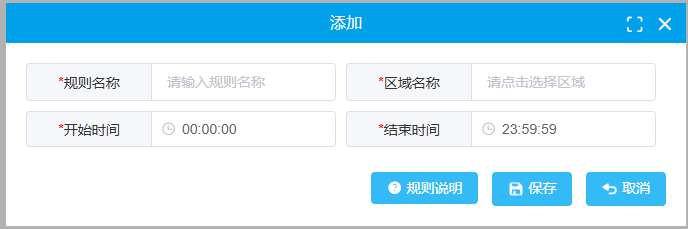 添加
*规则名称 请输入规则名称 *区域名称 请点击选择区域
*开始时间 00:00:00 *结束时间 23:59:59
规则说明 保存 取消